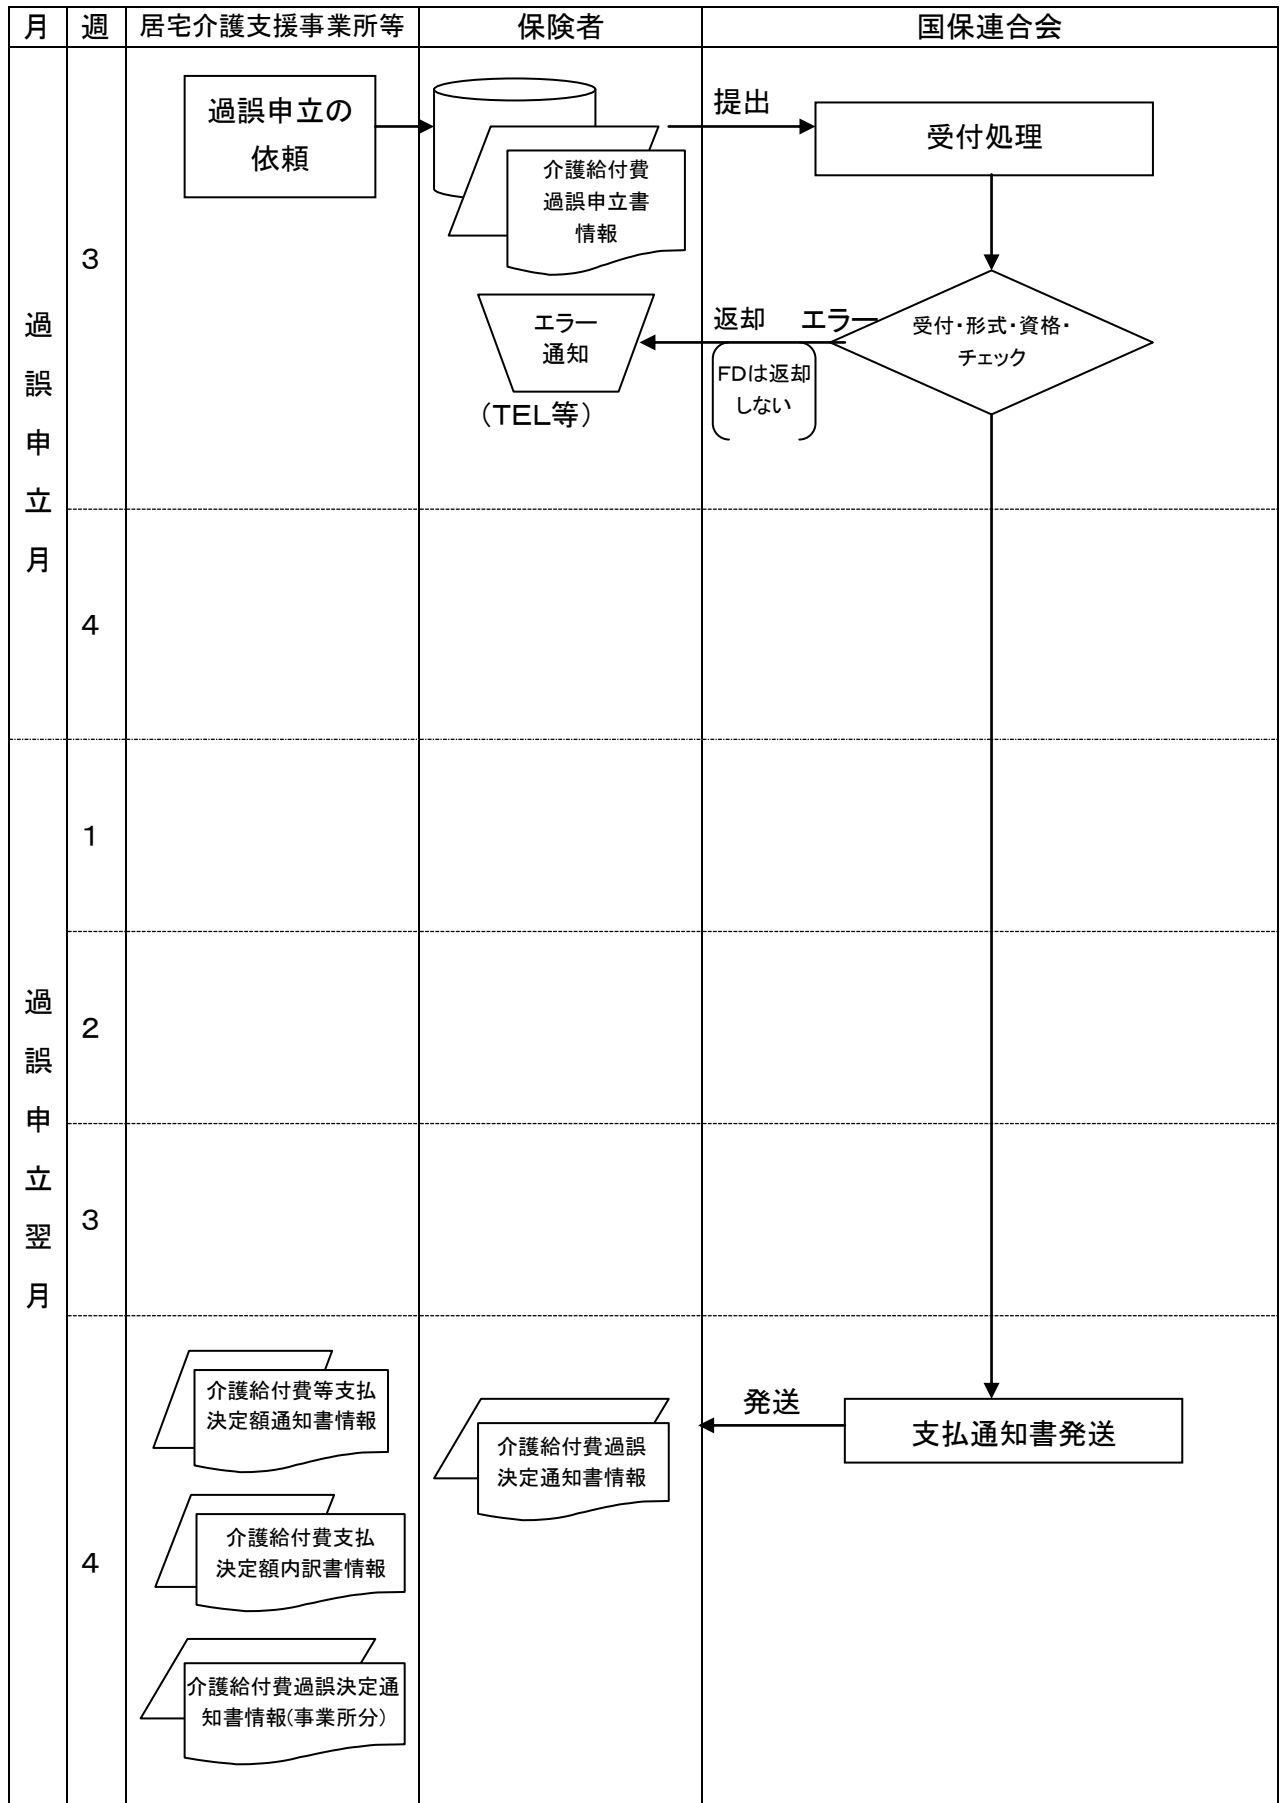 月 週 居宅介護支援事業所等 保険者 国保連合会
過誤申立の
依頼
介護給付費
過誤申立書
情報
提出
受付処理
3
エラー
通知
(TEL等)
返却 エラー
FDは返却
しない
受付・形式・資格・
チェック
過誤申立月
4
1
2
3
過誤申立翌月
4
介護給付費等支払
決定額通知書情報
介護給付費支払
決定額内訳書情報
介護給付費過誤決定通
知書情報(事業所分)
介護給付費過誤
決定通知書情報
発送
支払通知書発送